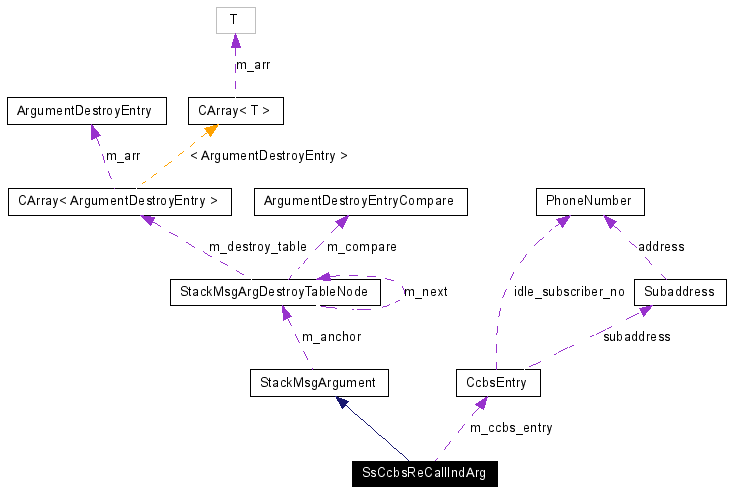 T
m_arr
ArgumentDestroyEntry
CArray< T >
m_arr
< ArgumentDestroyEntry >
CArray< ArgumentDestroyEntry >
ArgumentDestroyEntryCompare
PhoneNumber
m_destroy_table
m_compare
address
StackMsgArgDestroyTableNode
m_next
idle_subscriber_no
Subaddress
m_anchor
subaddress
StackMsgArgument
CcbsEntry
m_ccbs_entry
SsCcbsReCallIndArg